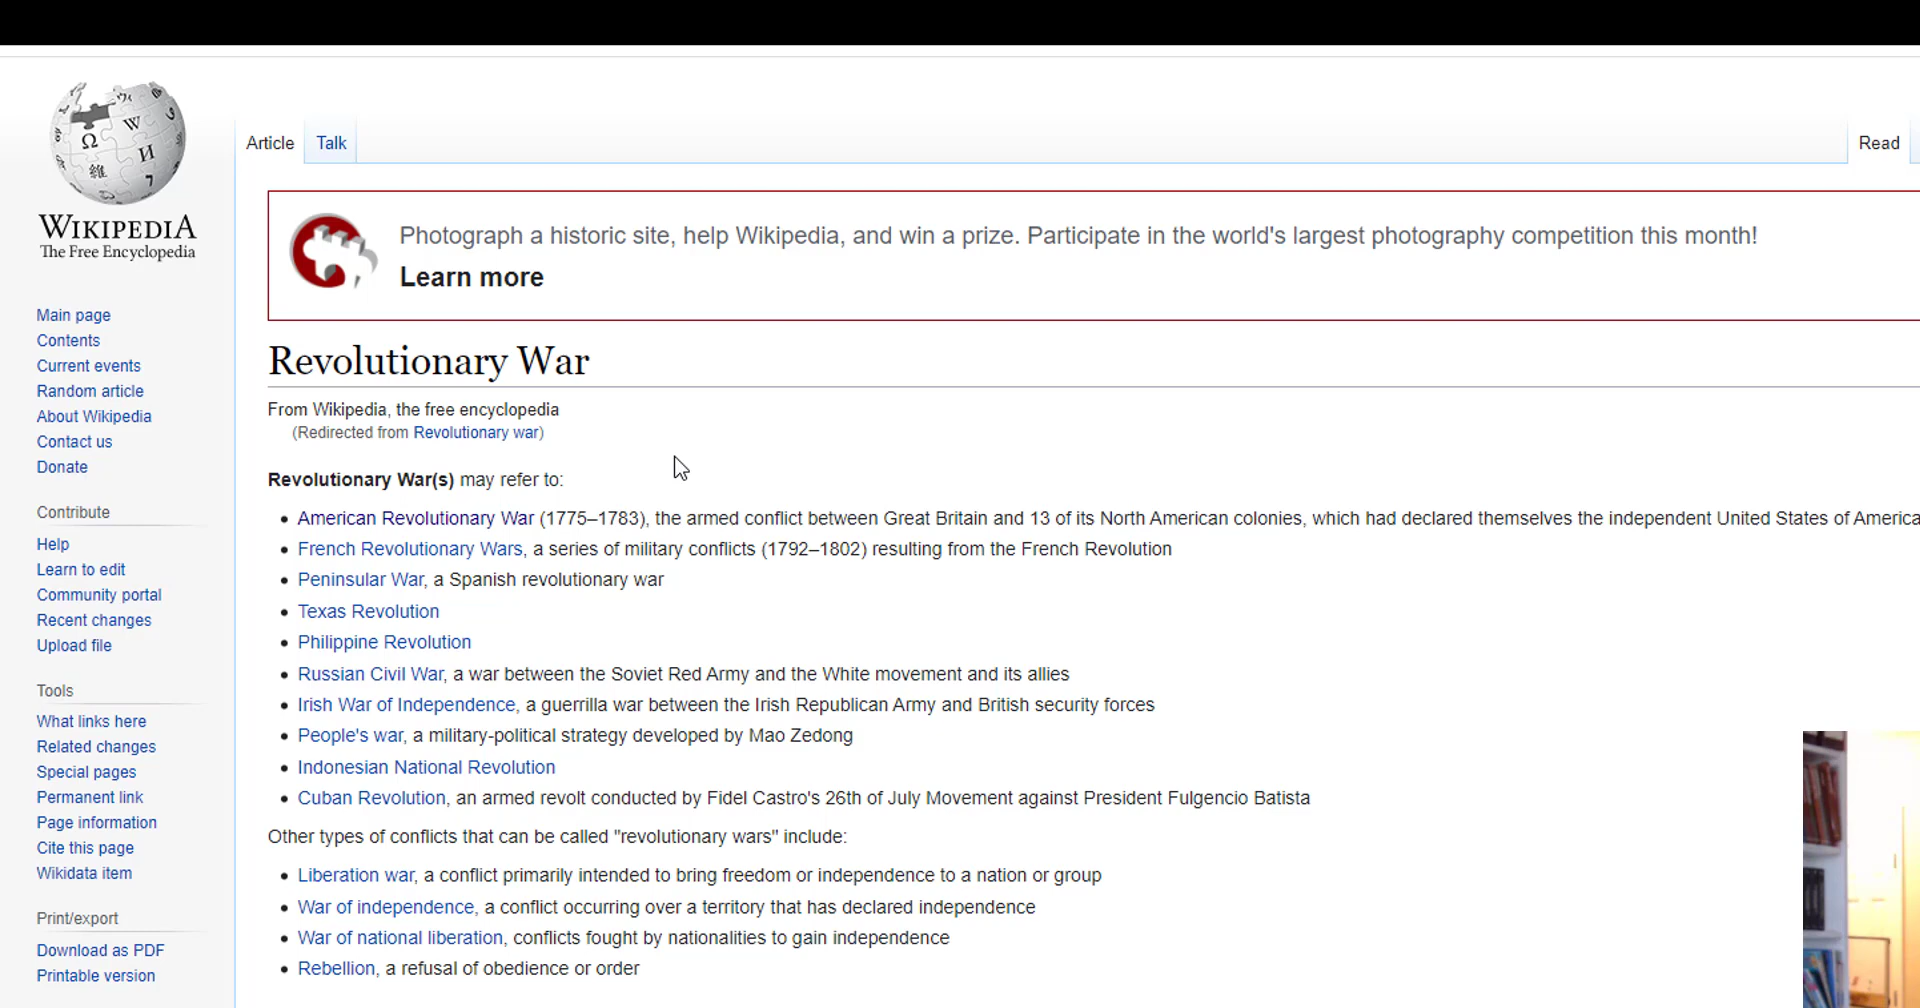 WIKIPEDIA
The Free Encyclopedia
Main page
Contents
Current events
Random article
About Wikipedia
Contact us
Donate
Contribute
Help
Learn to edit
Community portal
Recent changes
Upload file
Tools
What links here
Related changes
Special pages
Permanent link
Page information
Cite this page
Wikidata item
Print/export
Download as PDF
Printable version
Article Talk Read
Photograph a historic site, help Wikipedia, and win a prize. Participate in the world's largest photography competition this month!
Learn more
Revolutionary War
From Wikipedia, the free encyclopedia
(Redirected from Revolutionary war)
Revolutionary War(s) may refer to:
• American Revolutionary War (1775–1783), the armed conflict between Great Britain and 13 of its North American colonies, which had declared themselves the independent United States of America
• French Revolutionary Wars, a series of military conflicts (1792–1802) resulting from the French Revolution
• Peninsular War, a Spanish revolutionary war
• Texas Revolution
• Philippine Revolution
• Russian Civil War, a war between the Soviet Red Army and the White movement and its allies
• Irish War of Independence, a guerrilla war between the Irish Republican Army and British security forces
• People's war, a military-political strategy developed by Mao Zedong
• Indonesian National Revolution
• Cuban Revolution, an armed revolt conducted by Fidel Castro's 26th of July Movement against President Fulgencio Batista
Other types of conflicts that can be called "revolutionary wars" include:
• Liberation war, a conflict primarily intended to bring freedom or independence to a nation or group
• War of independence, a conflict occurring over a territory that has declared independence
• War of national liberation, conflicts fought by nationalities to gain independence
• Rebellion, a refusal of obedience or order